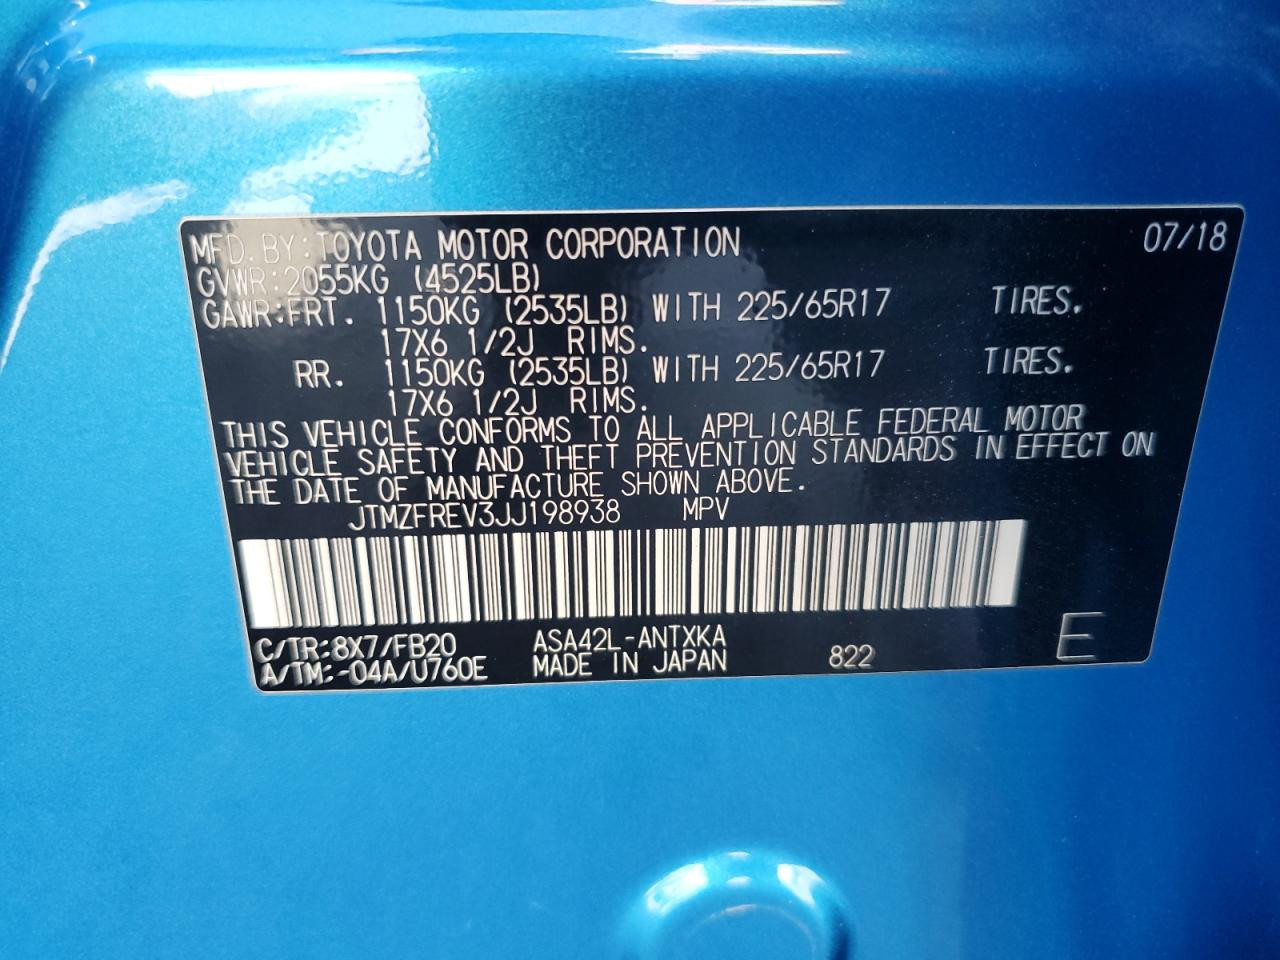 MFD. BY:TOYOTA MOTOR CORPORATION 07/18
GVWR:2055KG (4525LB)
GAWR:FRT. 1150KG (2535LB) WITH 225/65R17 TIRES.
17X6 1/2J RIMS.
RR. 1150KG (2535LB) WITH 225/65R17 TIRES.
17X6 1/2J RIMS.
THIS VEHICLE CONFORMS TO ALL APPLICABLE FEDERAL MOTOR
VEHICLE SAFETY AND THEFT PREVENTION STANDARDS IN EFFECT ON
THE DATE OF MANUFACTURE SHOWN ABOVE.
JTMZFREV3JJ198938 MPV
C/TR:8X7/FB20 ASA42L-ANTXKA
A/TM:-04A/U760E MADE IN JAPAN 822 E